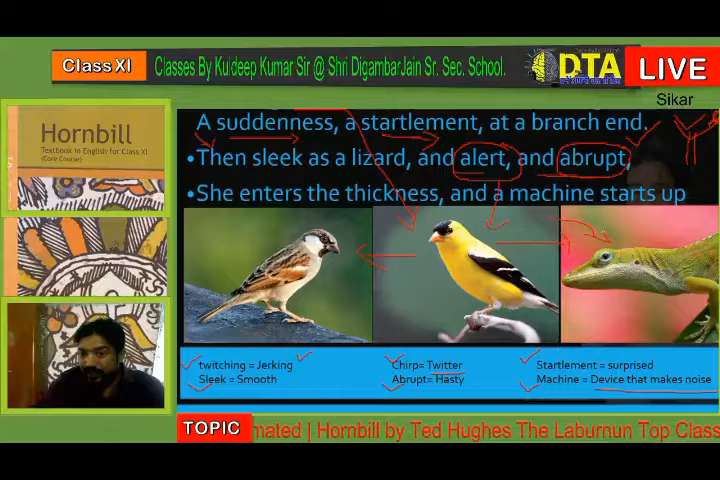 Class XI
Classes By Kuldeep Kumar Sir @ Shri DigambarJain Sr. Sec. School.
DTA
LIVE
Sikar
Hornbill
Textbook in English for Class XI
(Core Course)
A suddenness, a startlement, at a branch end.
•Then sleek as a lizard, and alert, and abrupt,
•She enters the thickness, and a machine starts up
twitching = Jerking
Chirp= Twitter
Startlement = surprised
Sleek = Smooth
Abrupt= Hasty
Machine = Device that makes noise
TOPIC
mated | Hornbill by Ted Hughes The Laburnun Top Class